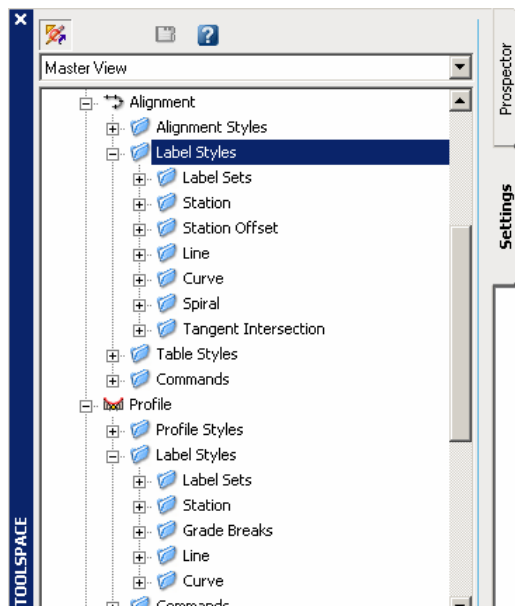 Master View
Alignment
Alignment Styles
Label Styles
Label Sets
Station
Station Offset
Line
Curve
Spiral
Tangent Intersection
Table Styles
Commands
Profile
Profile Styles
Label Styles
Label Sets
Station
Grade Breaks
Line
Curve
Commands
Prospector
Settings
TOOLSPACE